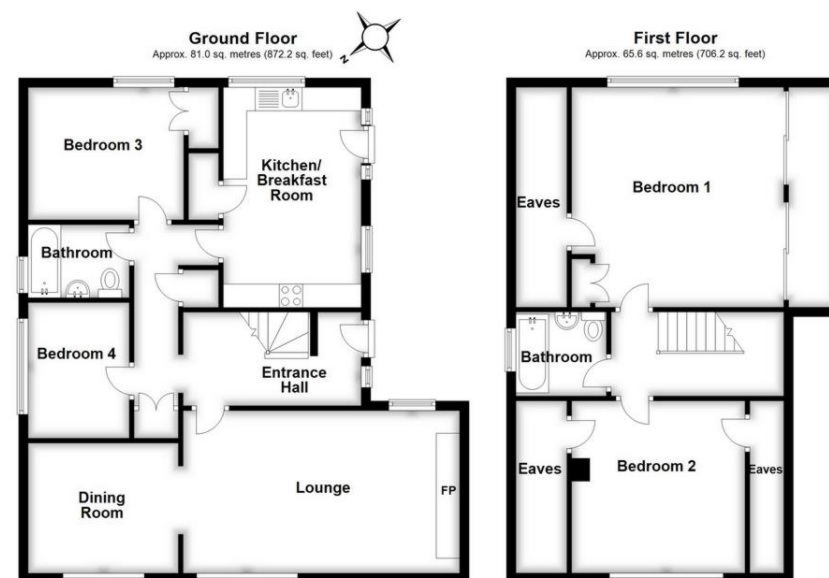 Ground Floor
Approx. 81.0 sq. metres (872.2 sq. feet)
N
Bedroom 3
Kitchen/
Breakfast
Room
Bathroom
Bedroom 4
Entrance
Hall
Dining
Room
Lounge
FP
First Floor
Approx. 65.6 sq. metres (706.2 sq. feet)
Eaves
Bedroom 1
Bathroom
Eaves
Bedroom 2
Eaves